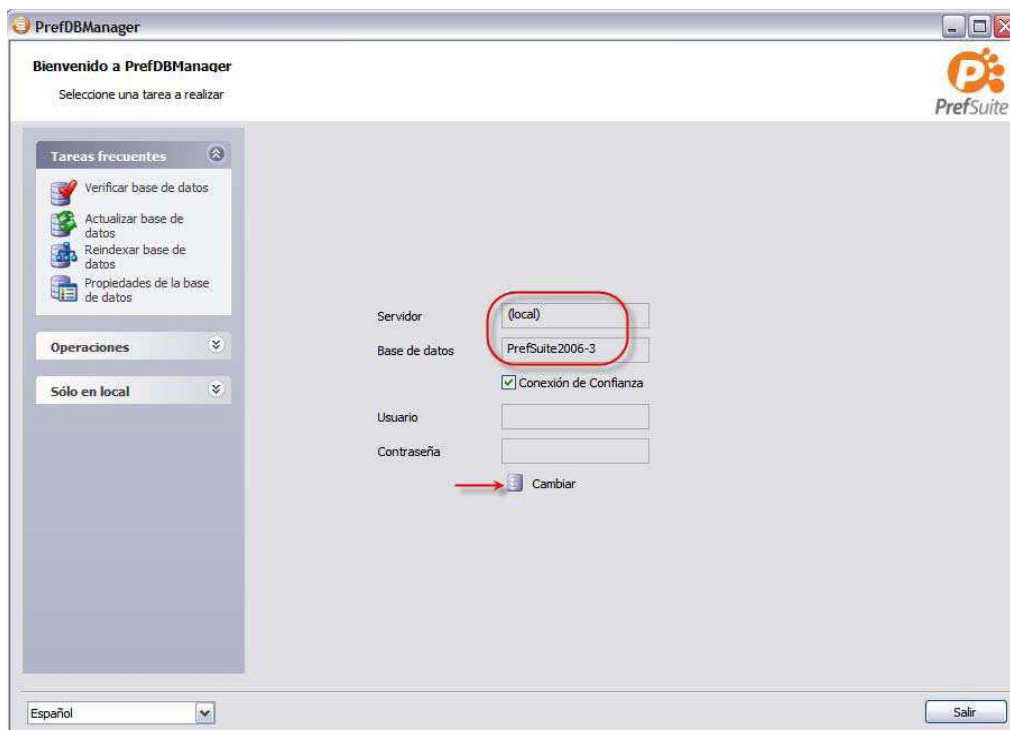 PrefDBManager
Bienvenido a PrefDBManager
Seleccione una tarea a realizar
PrefSuite
Tareas frecuentes
Verificar base de datos
Actualizar base de
datos
Reindexar base de
datos
Propiedades de la base
de datos
Operaciones
Sólo en local
Servidor
(local)
Base de datos
PrefSuite2006-3
Conexión de Confianza
Usuario
Contraseña
Cambiar
Español
Salir